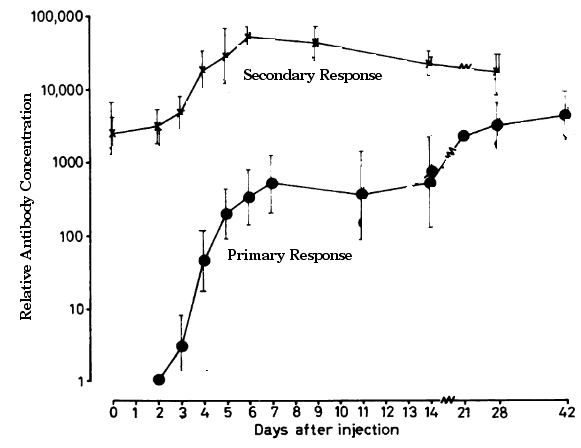 100,000
10,000
1000
100
10
1
Relative Antibody Concentration
Secondary Response
Primary Response
0 1 2 3 4 5 6 7 8 9 10 11 12 13 14 21 28 42
Days after injection